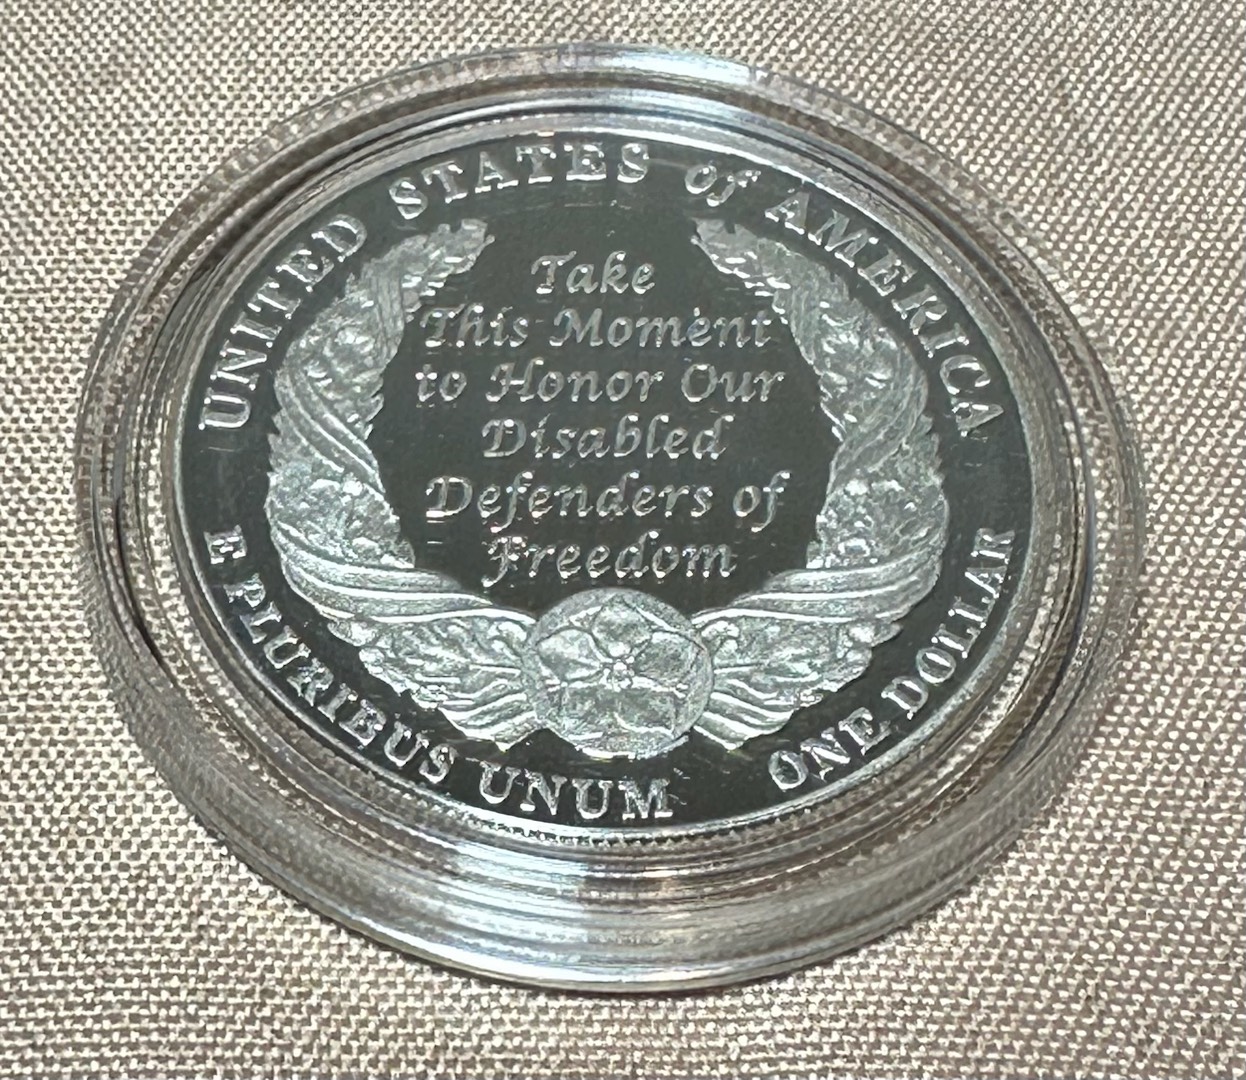 UNITED STATES of AMERICA
Take
This Moment
to Honor Our
Disabled
Defenders of
Freedom
E PLURIBUS UNUM
ONE DOLLAR